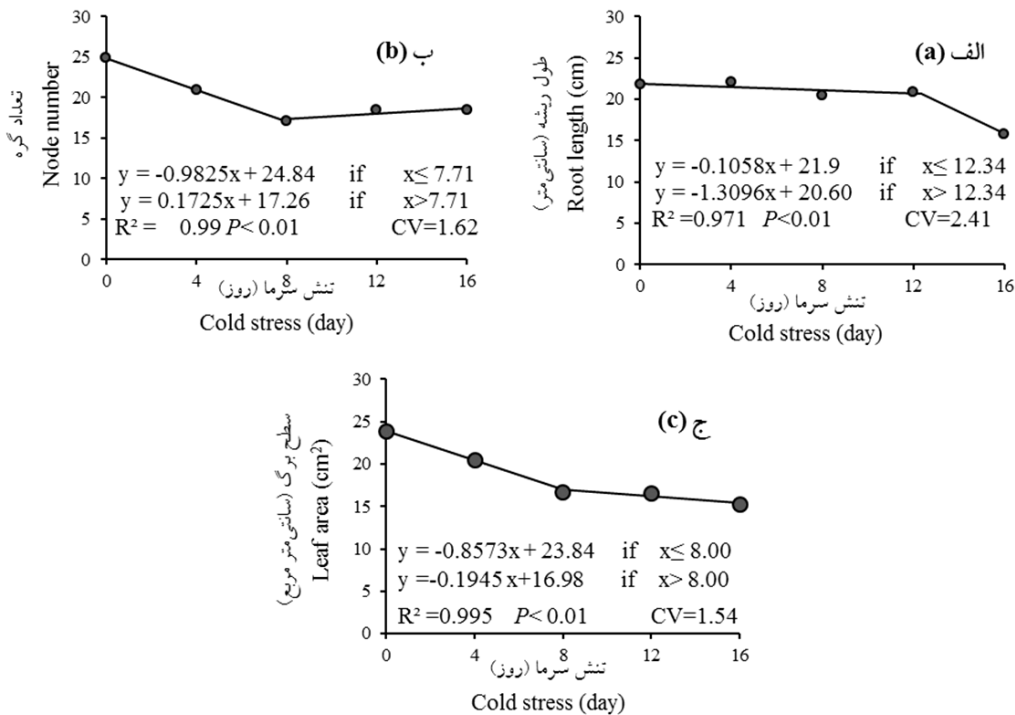 ب (b)
30
25
20
15
10
5
0
تعداد گره
Node number
y = -0.9825x + 24.84 if x≤ 7.71
y = 0.1725x + 17.26 if x>7.71
R² = 0.99 P< 0.01 CV=1.62
0 4 8 12 16
تنش سرما (روز)
Cold stress (day)
الف (a)
30
25
20
15
10
5
0
طول ریشه (سانتی‌متر)
Root length (cm)
y = -0.1058x + 21.9 if x≤ 12.34
y = -1.3096x + 20.60 if x> 12.34
R² =0.971 P<0.01 CV=2.41
0 4 8 12 16
تنش سرما (روز)
Cold stress (day)
ج (c)
30
25
20
15
10
5
0
سطح برگ (سانتی‌متر مربع)
Leaf area (cm²)
y = -0.8573x + 23.84 if x≤ 8.00
y =-0.1945 x+16.98 if x> 8.00
R² =0.995 P< 0.01 CV=1.54
0 4 8 12 16
تنش سرما (روز)
Cold stress (day)